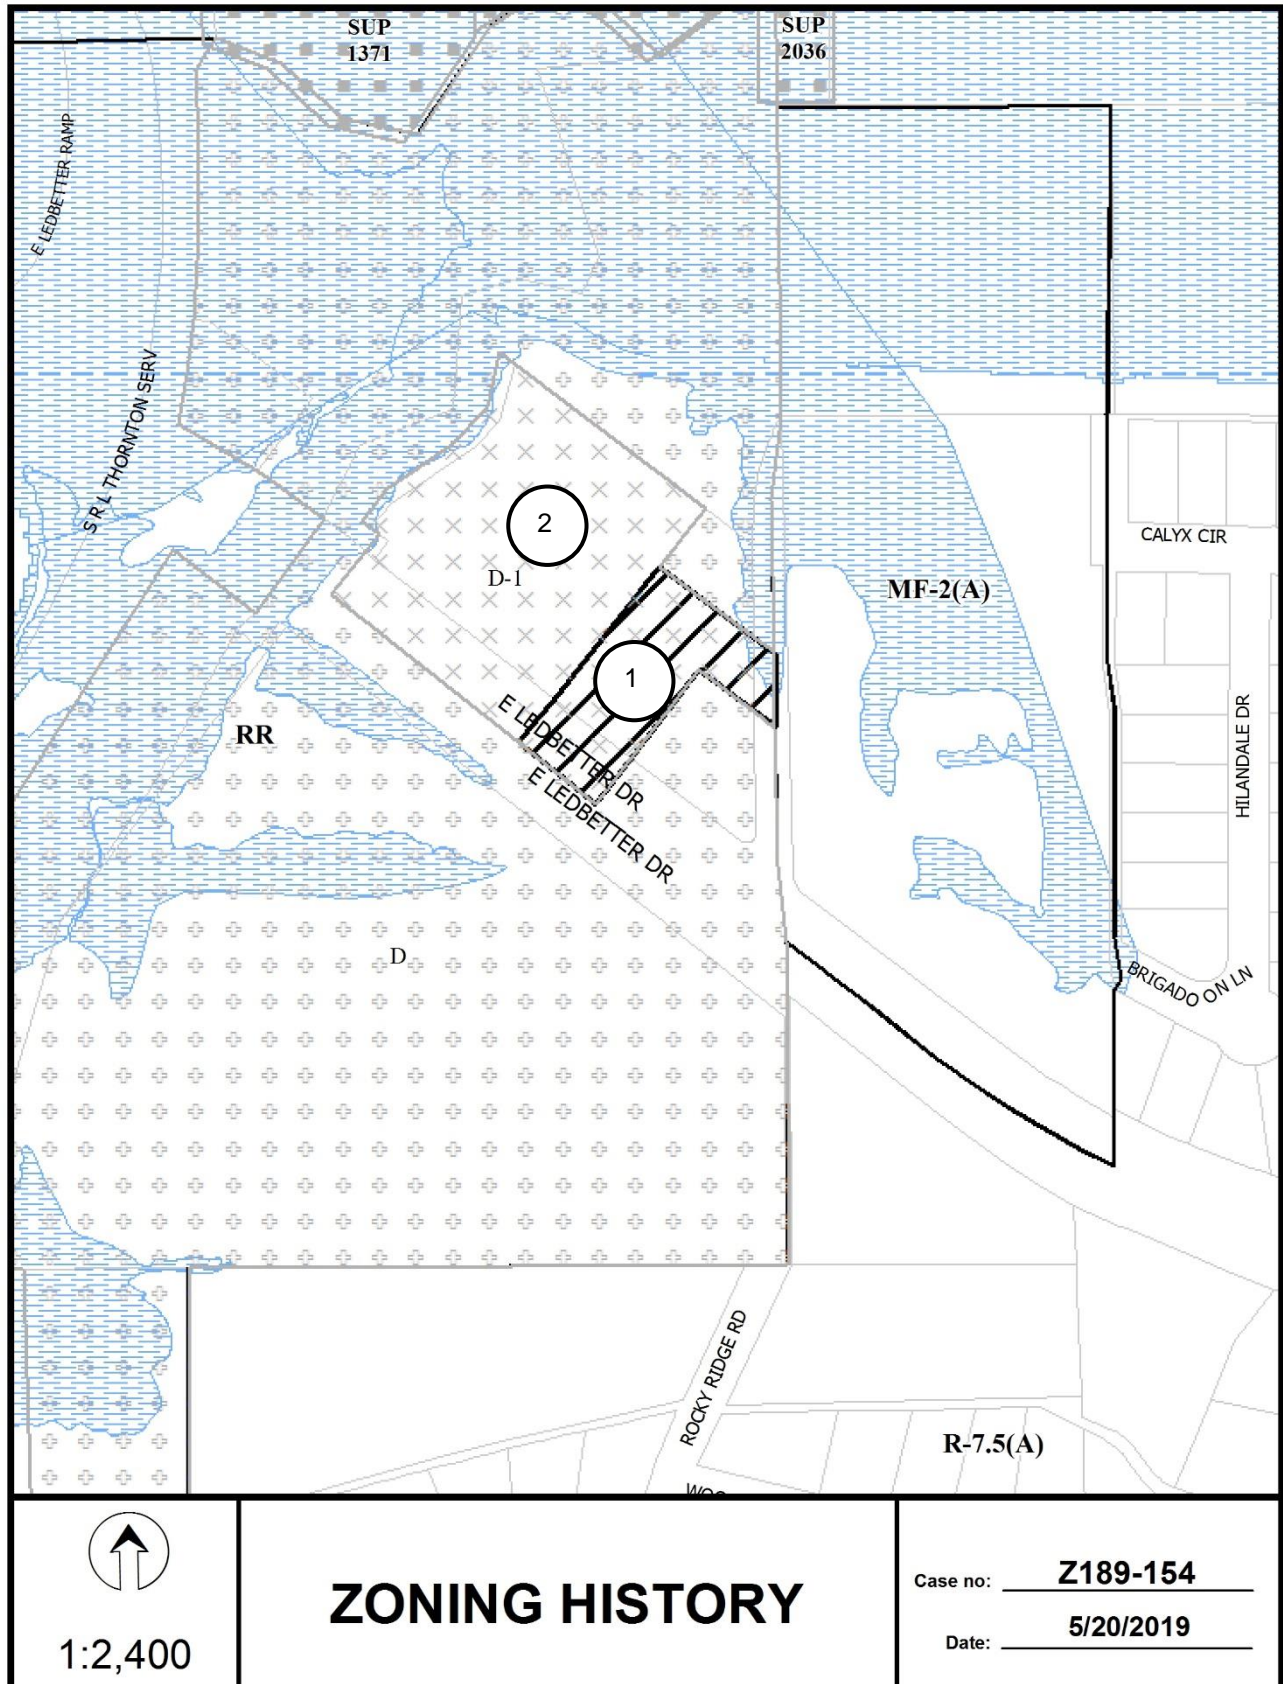 SUP
1371
SUP
2036
E LEDBETTER RAMP
S R L THORNTON SERV
2
D-1
CALYX CIR
MF-2(A)
1
E LEDBETTER DR
RR
E LEDBETTER DR
HILANDALE DR
D
BRIGADO ON LN
ROCKY RIDGE RD
R-7.5(A)
1:2,400
ZONING HISTORY
Case no: Z189-154
Date: 5/20/2019